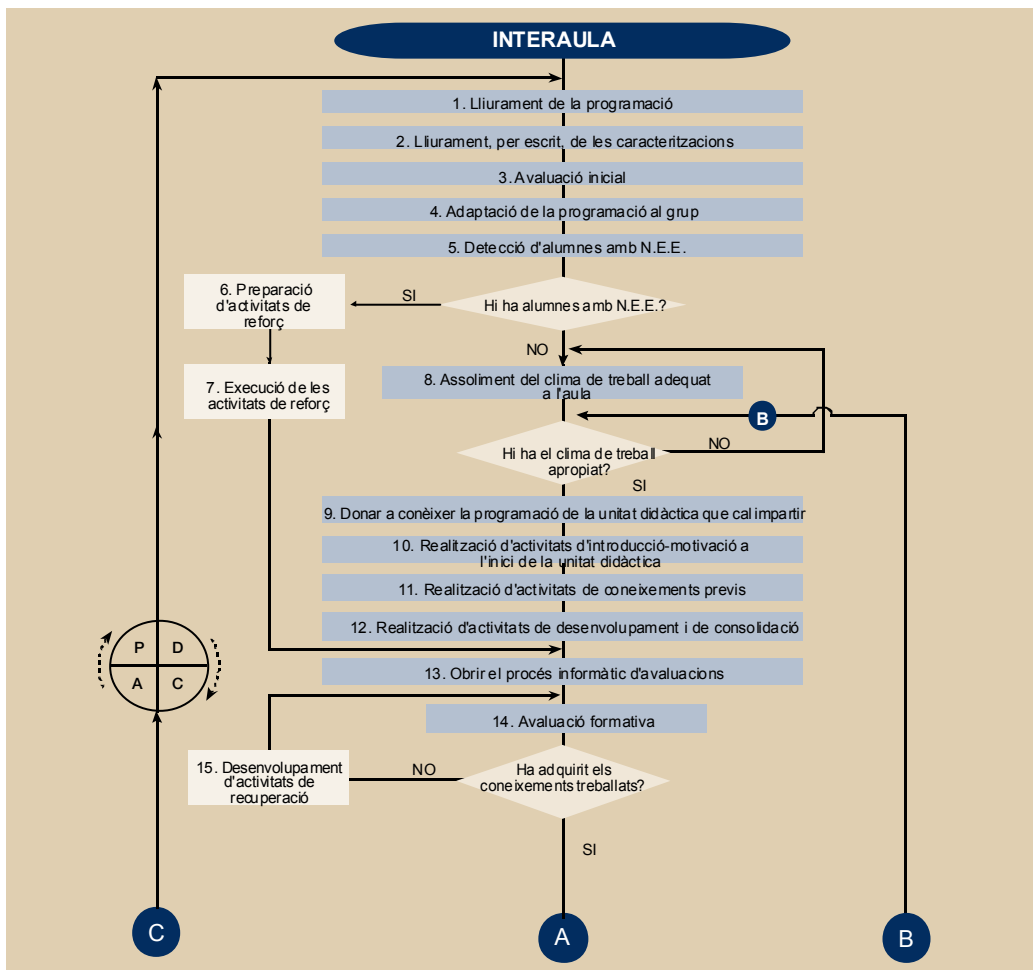 INTERAULA
1. Lliurament de la programació
2. Lliurament, per escrit, de les caracteritzacions
3. Avaluació inicial
4. Adaptació de la programació al grup
5. Detecció d'alumnes amb N.E.E.
6. Preparació
d'activitats de
reforç
SI
Hi ha alumnes amb N.E.E.?
NO
7. Execució de les
activitats de reforç
8. Assoliment del clima de treball adequat
a l'aula
B
Hi ha el clima de treball
apropiat?
NO
SI
9. Donar a conèixer la programació de la unitat didàctica que cal impartir
10. Realització d'activitats d'introducció-motivació a
l'inici de la unitat didàctica
11. Realització d'activitats de coneixements previs
12. Realització d'activitats de desenvolupament i de consolidació
P D
A C
13. Obrir el procés informàtic d'avaluacions
14. Avaluació formativa
15. Desenvolupament
d'activitats de
recuperació
NO
Ha adquirit els
coneixements treballats?
SI
C
A
B